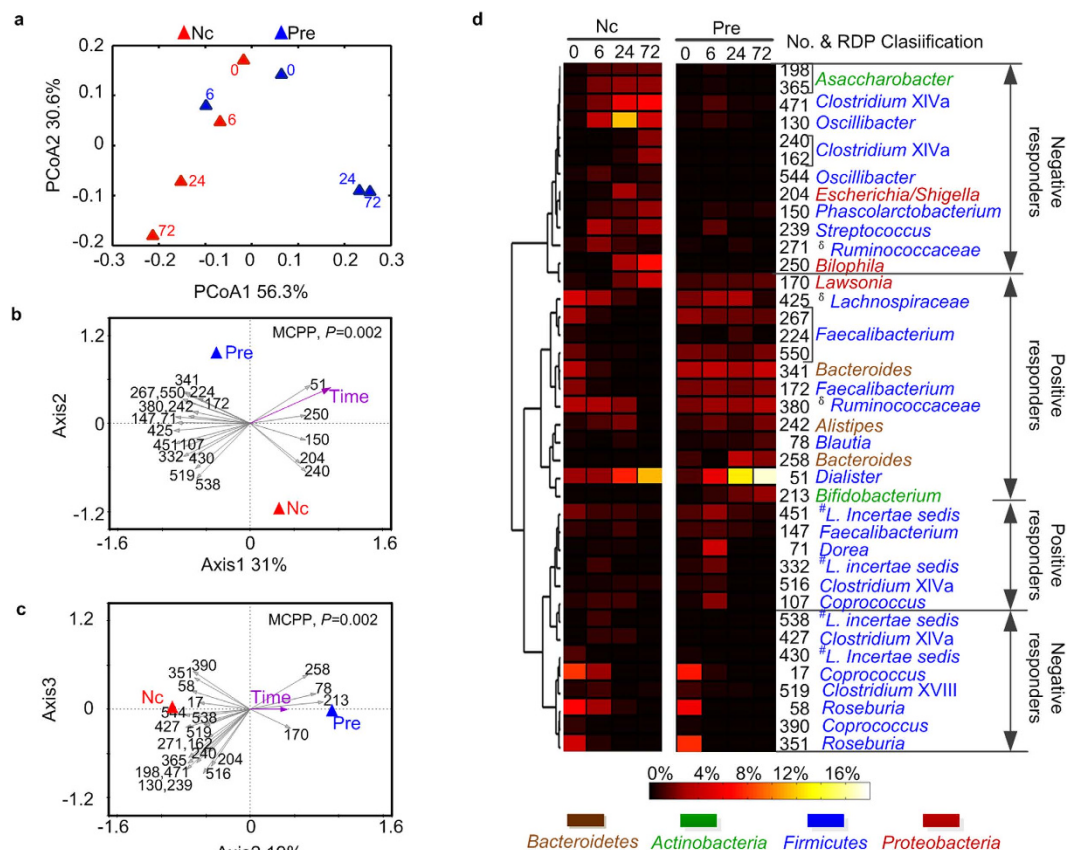 a
Nc Pre
0.2
0.1
0
0.1
0.2
PCoA2 30.6%
0 0
6
6
24
24
72
72
-0.3 -0.2 -0.1 0 0.1 0.2 0.3
PCoA1 56.3%
b
MCPP, P=0.002
1.2
0
-1.2
Axis2
Pre
341
267,550,224
380,242 172
147,71
425
451 107
332 430
519
538
51
Time
250
150
204
240
Nc
-1.6 0 1.6
Axis1 31%
c
MCPP, P=0.002
1.2
0
-1.2
Axis3
390
351
58
Nc
17
544
538
427
519
271,162
240
365 204
198,471
516
130,239
258
78
213
Time
Pre
170
-1.6 0 1.6
d
Nc Pre
0 6 24 72 0 6 24 72 No. & RDP Clasiification
198
365 Asaccharobacter
471 Clostridium XIVa
130 Oscillibacter
240
162 Clostridium XIVa
544 Oscillibacter
204 Escherichia/Shigella
150 Phascolarctobacterium
239 Streptococcus
271 δ Ruminococcaceae
250 Bilophila
170 Lawsonia
425 δ Lachnospiraceae
267
224 Faecalibacterium
550
341 Bacteroides
172 Faecalibacterium
380 δ Ruminococcaceae
242 Alistipes
78 Blautia
258 Bacteroides
51 Dialister
213 Bifidobacterium
451 #L. Incertae sedis
147 Faecalibacterium
71 Dorea
332 #L. incertae sedis
516 Clostridium XIVa
107 Coprococcus
538 #L. incertae sedis
427 Clostridium XIVa
430 #L. Incertae sedis
17 Coprococcus
519 Clostridium XVIII
58 Roseburia
390 Coprococcus
351 Roseburia
Negative
responders
Positive
responders
Positive
responders
Negative
responders
0% 4% 8% 12% 16%
Bacteroidetes Actinobacteria Firmicutes Proteobacteria